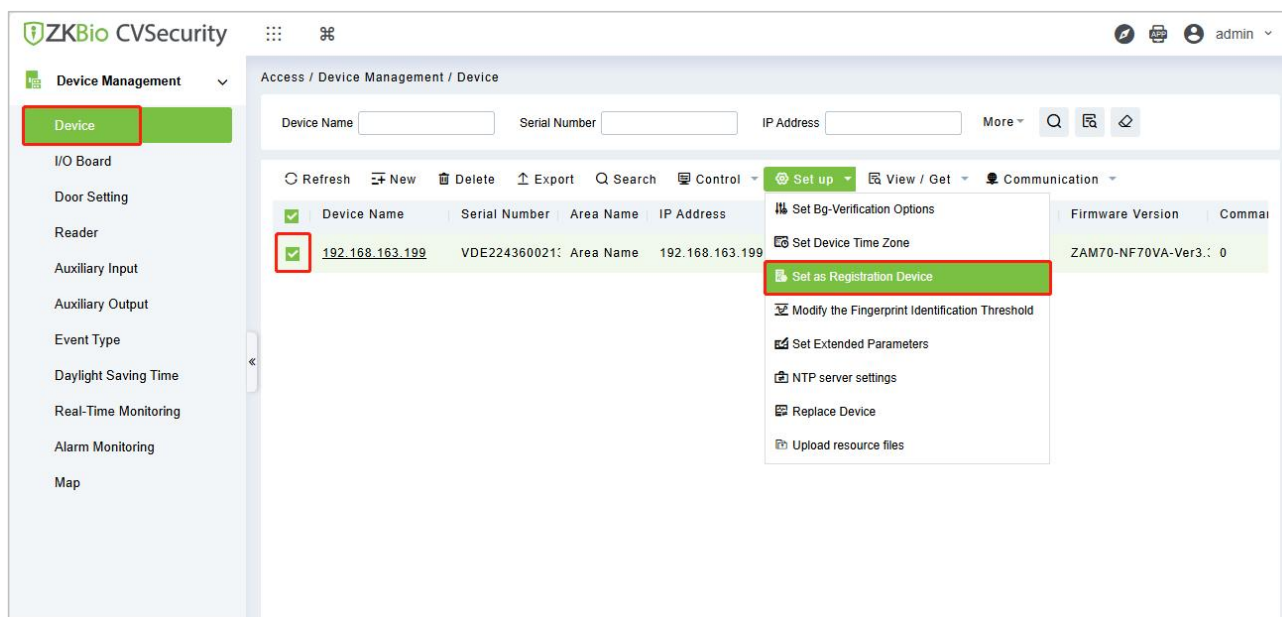 ZKBio CVSecurity
admin
Device Management
Access / Device Management / Device
Device
Device Name Serial Number IP Address More
I/O Board
Door Setting
Refresh New Delete Export Search Control Set up View / Get Communication
Reader
Device Name Serial Number Area Name IP Address Firmware Version Comma
192.168.163.199 VDE224360021 Area Name 192.168.163.199 ZAM70-NF70VA-Ver3. 0
Set Bg-Verification Options
Set Device Time Zone
Set as Registration Device
Modify the Fingerprint Identification Threshold
Set Extended Parameters
NTP server settings
Replace Device
Upload resource files
Auxiliary Input
Auxiliary Output
Event Type
Daylight Saving Time
Real-Time Monitoring
Alarm Monitoring
Map